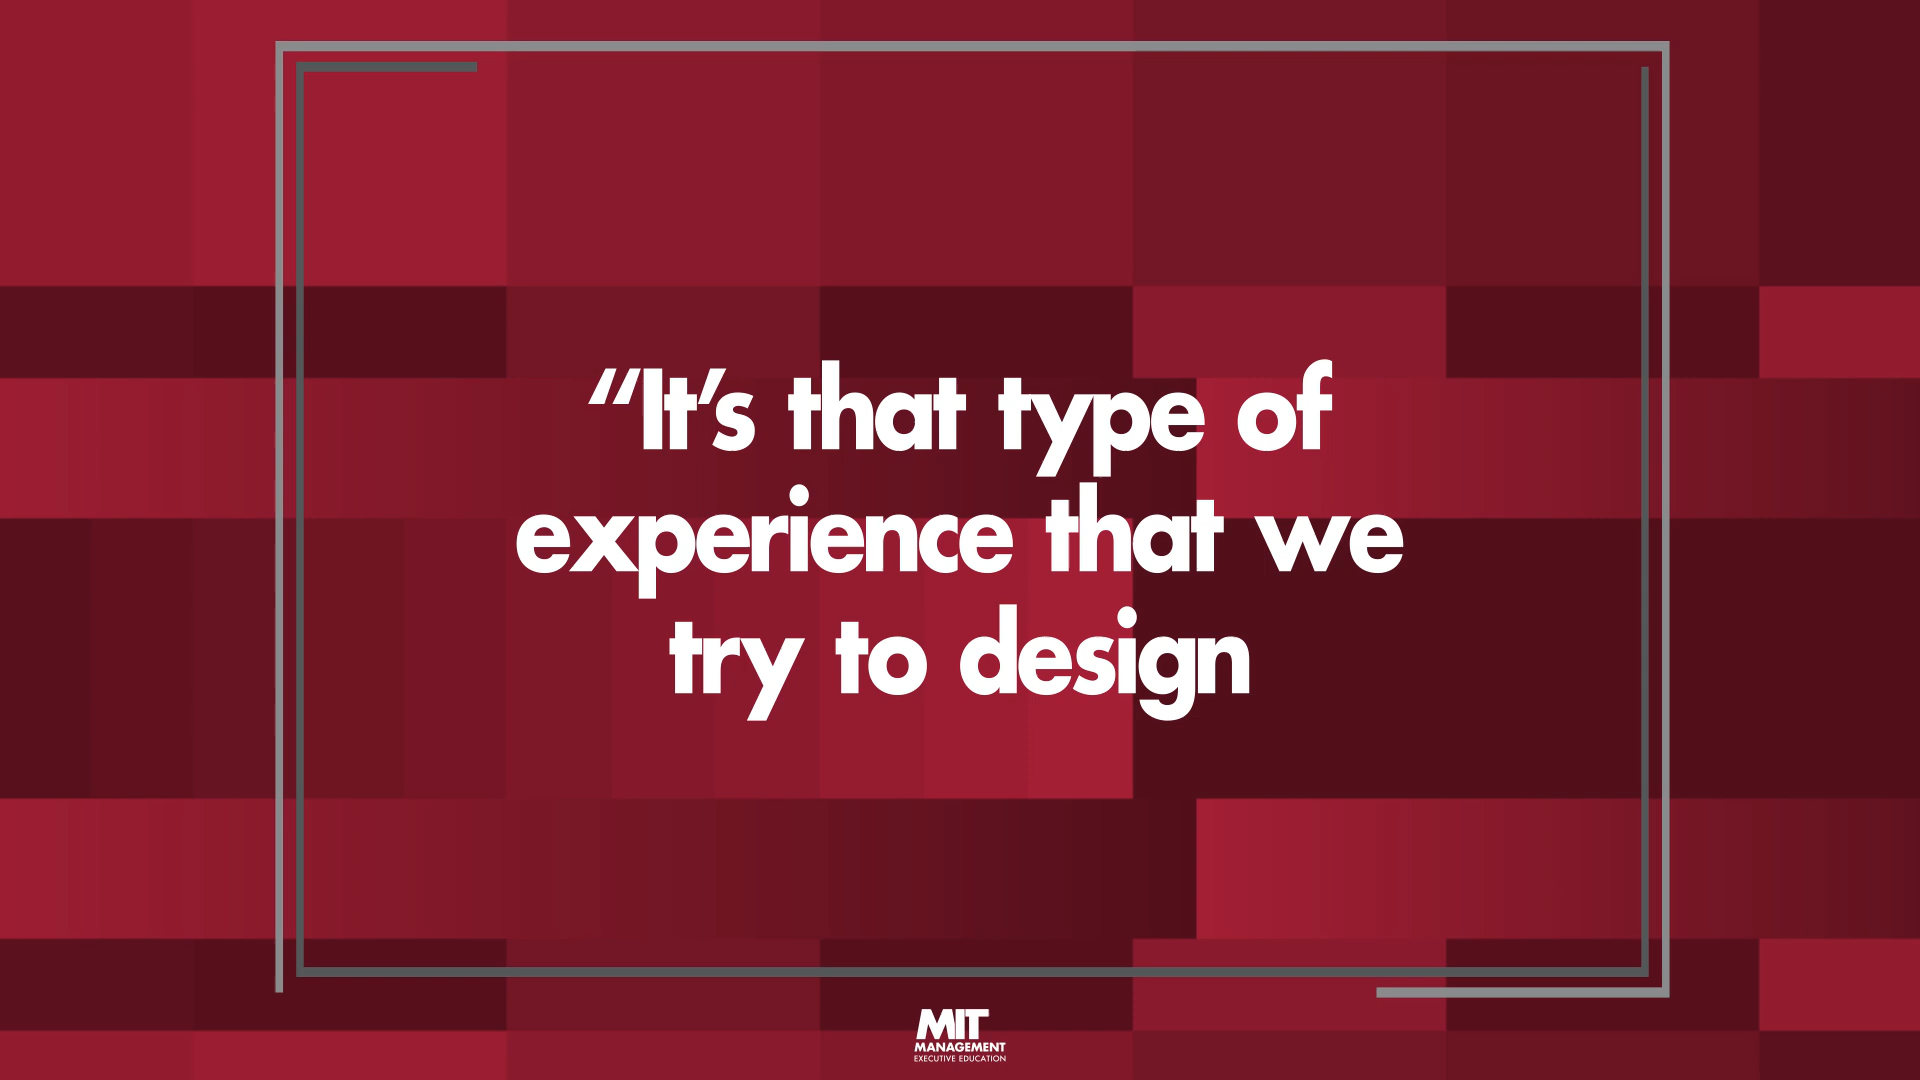 “It’s that type of
experience that we
try to design
MIT
MANAGEMENT
EXECUTIVE EDUCATION